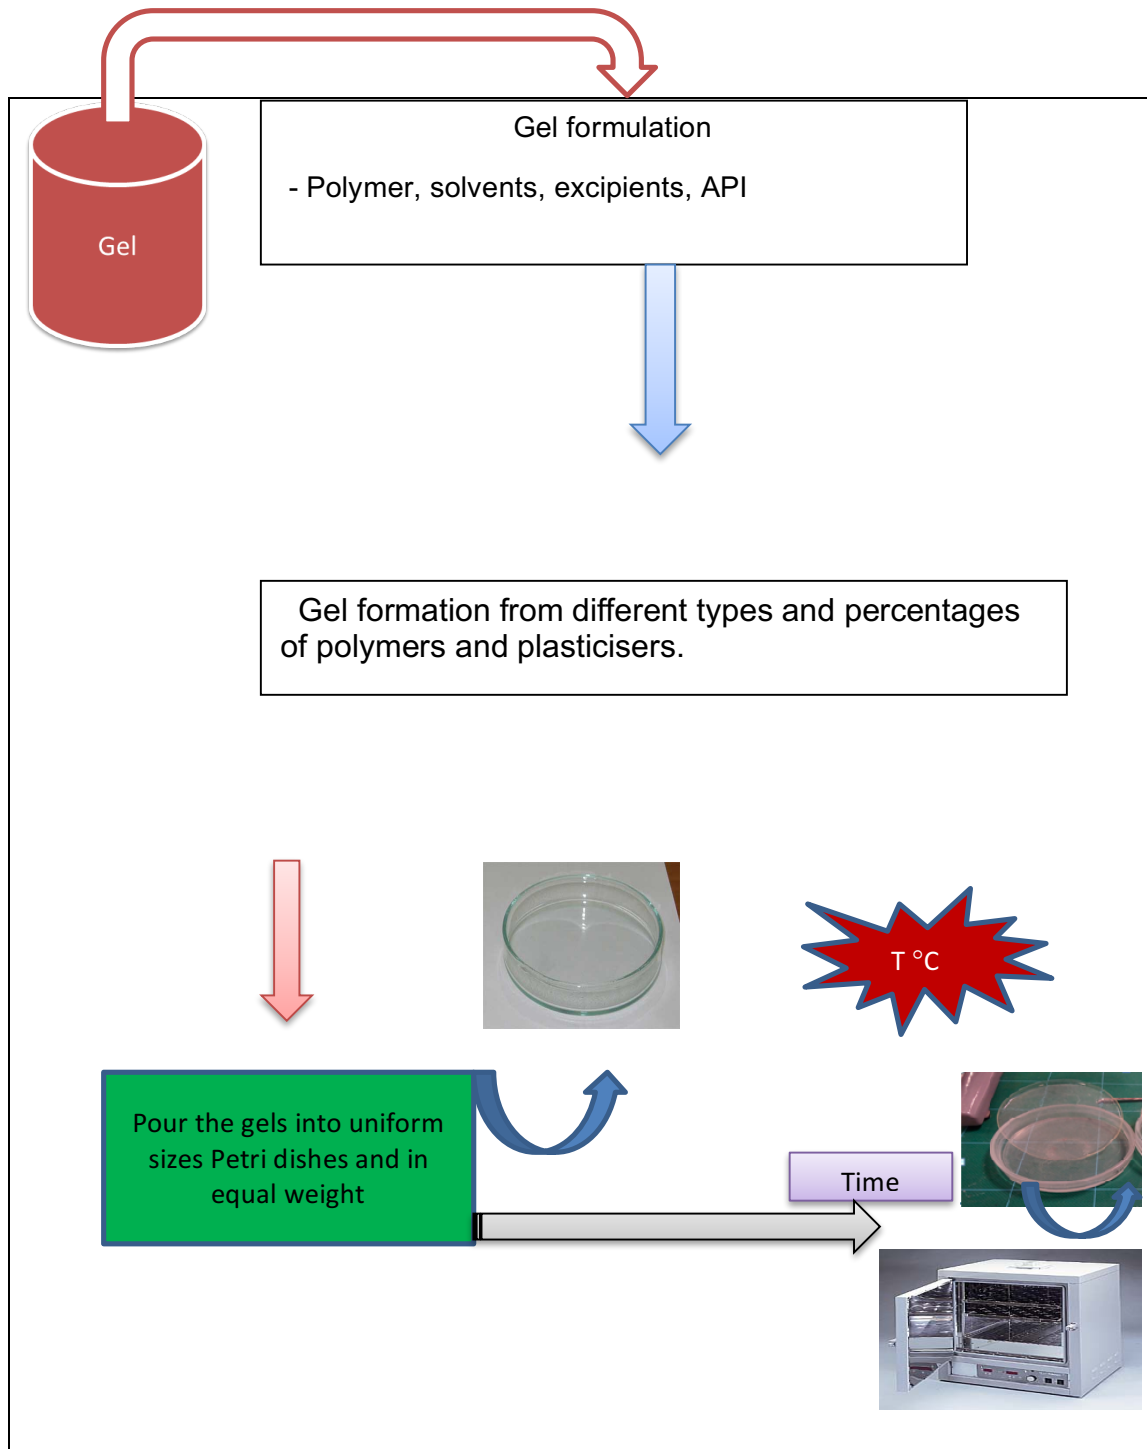 Gel formulation
- Polymer, solvents, excipients, API
Gel
Gel formation from different types and percentages
of polymers and plasticisers.
T °C
Pour the gels into uniform
sizes Petri dishes and in
equal weight
Time